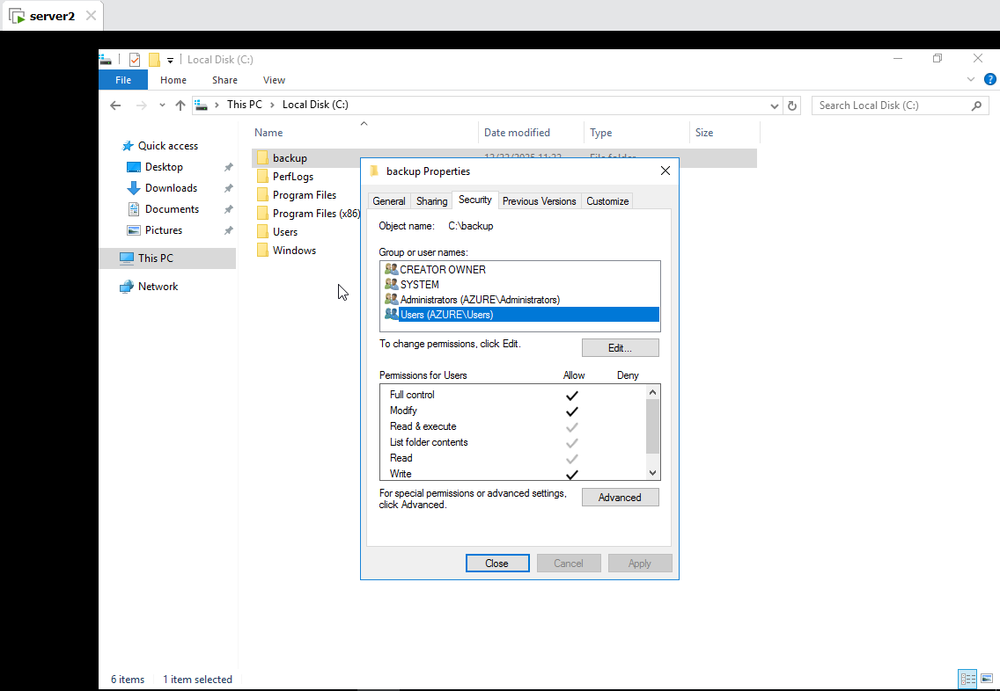 server2
Local Disk (C:)
File Home Share View
This PC Local Disk (C:)
Search Local Disk (C:)
Name Date modified Type Size
Quick access
Desktop
Downloads
Documents
Pictures
This PC
Network
backup
PerfLogs
Program Files
Program Files (x86)
Users
Windows
backup Properties
General Sharing Security Previous Versions Customize
Object name: C:\backup
Group or user names:
CREATOR OWNER
SYSTEM
Administrators (AZURE\Administrators)
Users (AZURE\Users)
To change permissions, click Edit.
Edit...
Permissions for Users Allow Deny
Full control
Modify
Read & execute
List folder contents
Read
Write
For special permissions or advanced settings,
click Advanced.
Advanced
Close Cancel Apply
6 items 1 item selected